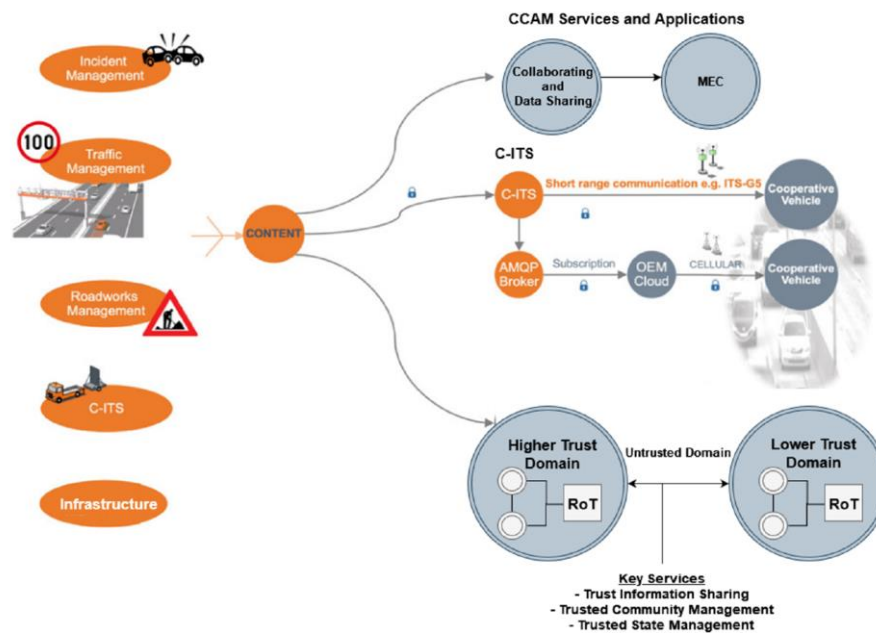 CCAM Services and Applications
Incident
Management
Collaborating
and
Data Sharing
MEC
100
Traffic
Management
C-ITS
C-ITS
Short range communication e.g. ITS-G5
Cooperative
Vehicle
CONTENT
AMQP
Broker
Subscription
OEM
Cloud
CELLULAR
Cooperative
Vehicle
Roadworks
Management
C-ITS
Infrastructure
Higher Trust
Domain
RoT
Untrusted Domain
Lower Trust
Domain
RoT
Key Services
- Trust Information Sharing
- Trusted Community Management
- Trusted State Management